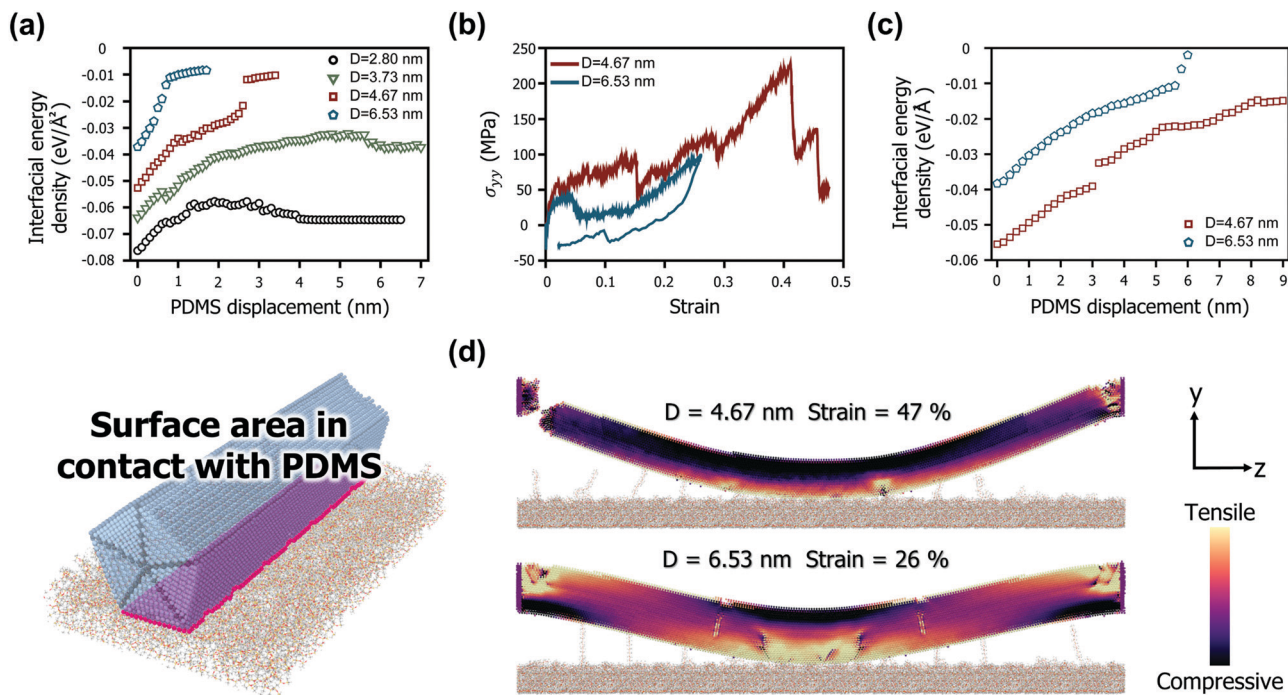 (a)
Interfacial energy
density (eV/Å²)
0
-0.01
-0.02
-0.03
-0.04
-0.05
-0.06
-0.07
-0.08
D=2.80 nm
D=3.73 nm
D=4.67 nm
D=6.53 nm
0 1 2 3 4 5 6 7
PDMS displacement (nm)
(b)
σyy (MPa)
250
200
150
100
50
0
-50
D=4.67 nm
D=6.53 nm
0 0.1 0.2 0.3 0.4 0.5
Strain
(c)
Interfacial energy
density (eV/Å)
0
-0.01
-0.02
-0.03
-0.04
-0.05
-0.06
D=4.67 nm
D=6.53 nm
0 1 2 3 4 5 6 7 8 9
PDMS displacement (nm)
Surface area in
contact with PDMS
(d)
D = 4.67 nm Strain = 47 %
D = 6.53 nm Strain = 26 %
y
z
Tensile
Compressive